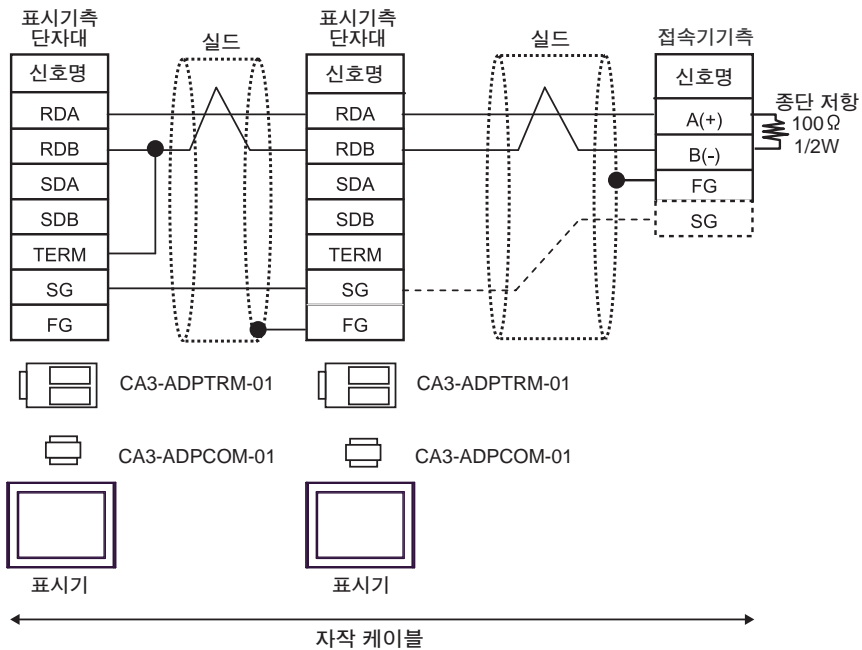 표시기측
단자대
실드
표시기측
단자대
실드
접속기기측
신호명
RDA
RDB
SDA
SDB
TERM
SG
FG
신호명
RDA
RDB
SDA
SDB
TERM
SG
FG
신호명
A(+)
B(-)
FG
SG
종단 저항
100Ω
1/2W
CA3-ADPTRM-01
CA3-ADPTRM-01
CA3-ADPCOM-01
CA3-ADPCOM-01
표시기
표시기
자작 케이블